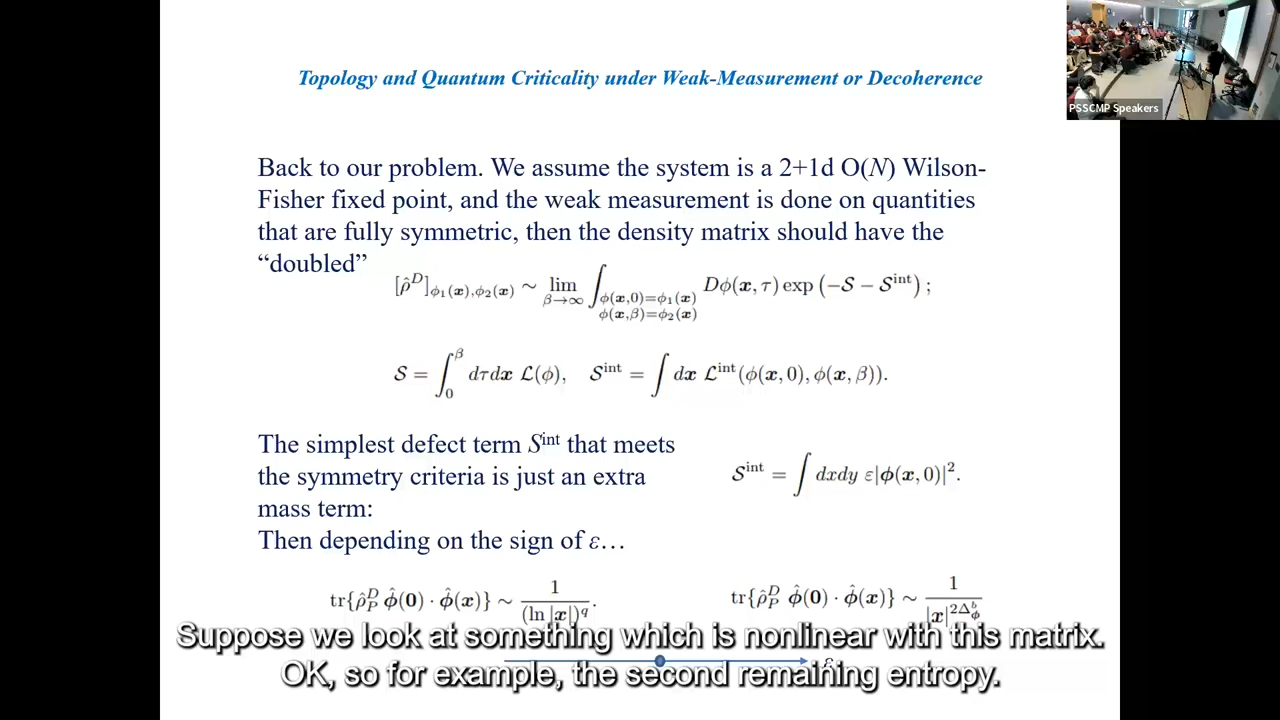 Topology and Quantum Criticality under Weak-Measurement or Decoherence
PSSCMP Speakers
Back to our problem. We assume the system is a 2+1d O(N) Wilson-
Fisher fixed point, and the weak measurement is done on quantities
that are fully symmetric, then the density matrix should have the
“doubled”
[ρ̂^D]_{φ₁(x),φ₂(x)} ∼ lim_{β→∞} ∫_{φ(x,0)=φ₁(x) φ(x,β)=φ₂(x)} Dφ(x,τ) exp (−S − S^int) ;
S = ∫_0^β dτdx L(φ), S^int = ∫ dx L^int(φ(x,0), φ(x,β)).
The simplest defect term S^int that meets
the symmetry criteria is just an extra
mass term:
S^int = ∫ dxdy ε|φ(x,0)|².
Then depending on the sign of ε…
tr{ρ̂_P^D φ̂(0) · φ̂(x)} ∼ 1/(ln |x|)^q.
tr{ρ̂_P^D φ̂(0) · φ̂(x)} ∼ 1/|x|^{2Δ_φ^b}
Suppose we look at something which is nonlinear with this matrix.
OK, so for example, the second remaining entropy.